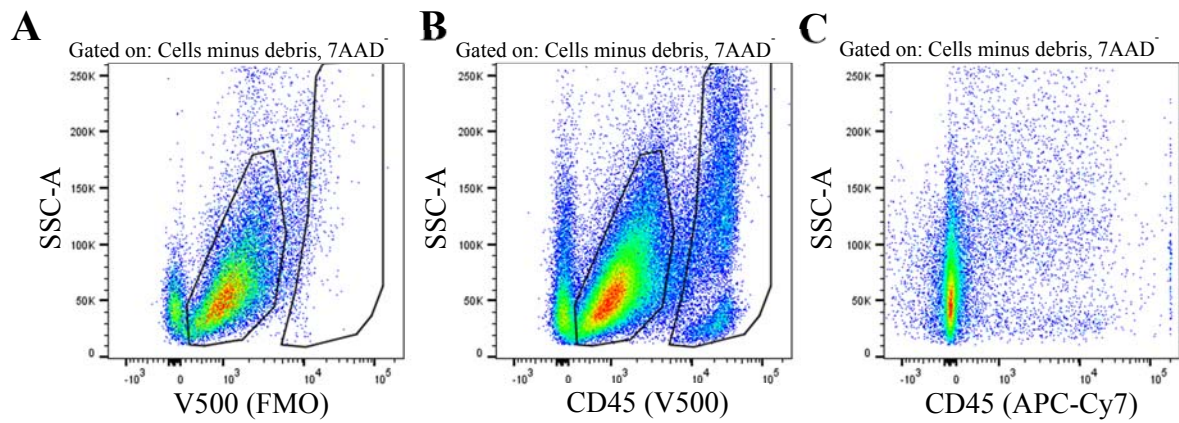 A
Gated on: Cells minus debris, 7AAD⁻
SSC-A
250K
200K
150K
100K
50K
0
-10³ 0 10³ 10⁴ 10⁵
V500 (FMO)
B
Gated on: Cells minus debris, 7AAD⁻
SSC-A
250K
200K
150K
100K
50K
0
-10³ 0 10³ 10⁴ 10⁵
CD45 (V500)
C
Gated on: Cells minus debris, 7AAD⁻
SSC-A
250K
200K
150K
100K
50K
0
-10³ 0 10³ 10⁴ 10⁵
CD45 (APC-Cy7)